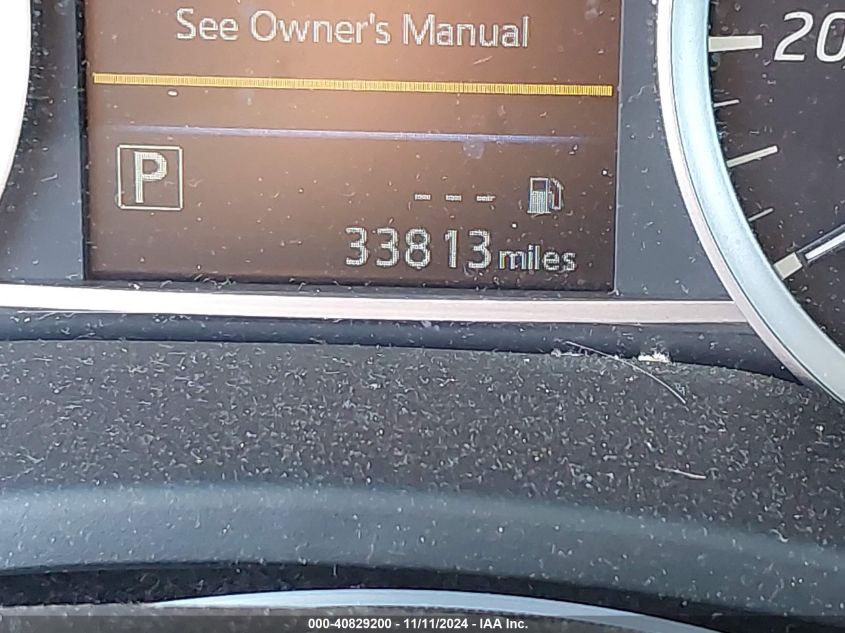 See Owner's Manual
20
P
--- 
33813 miles
000-40829200 - 11/11/2024 - IAA Inc.